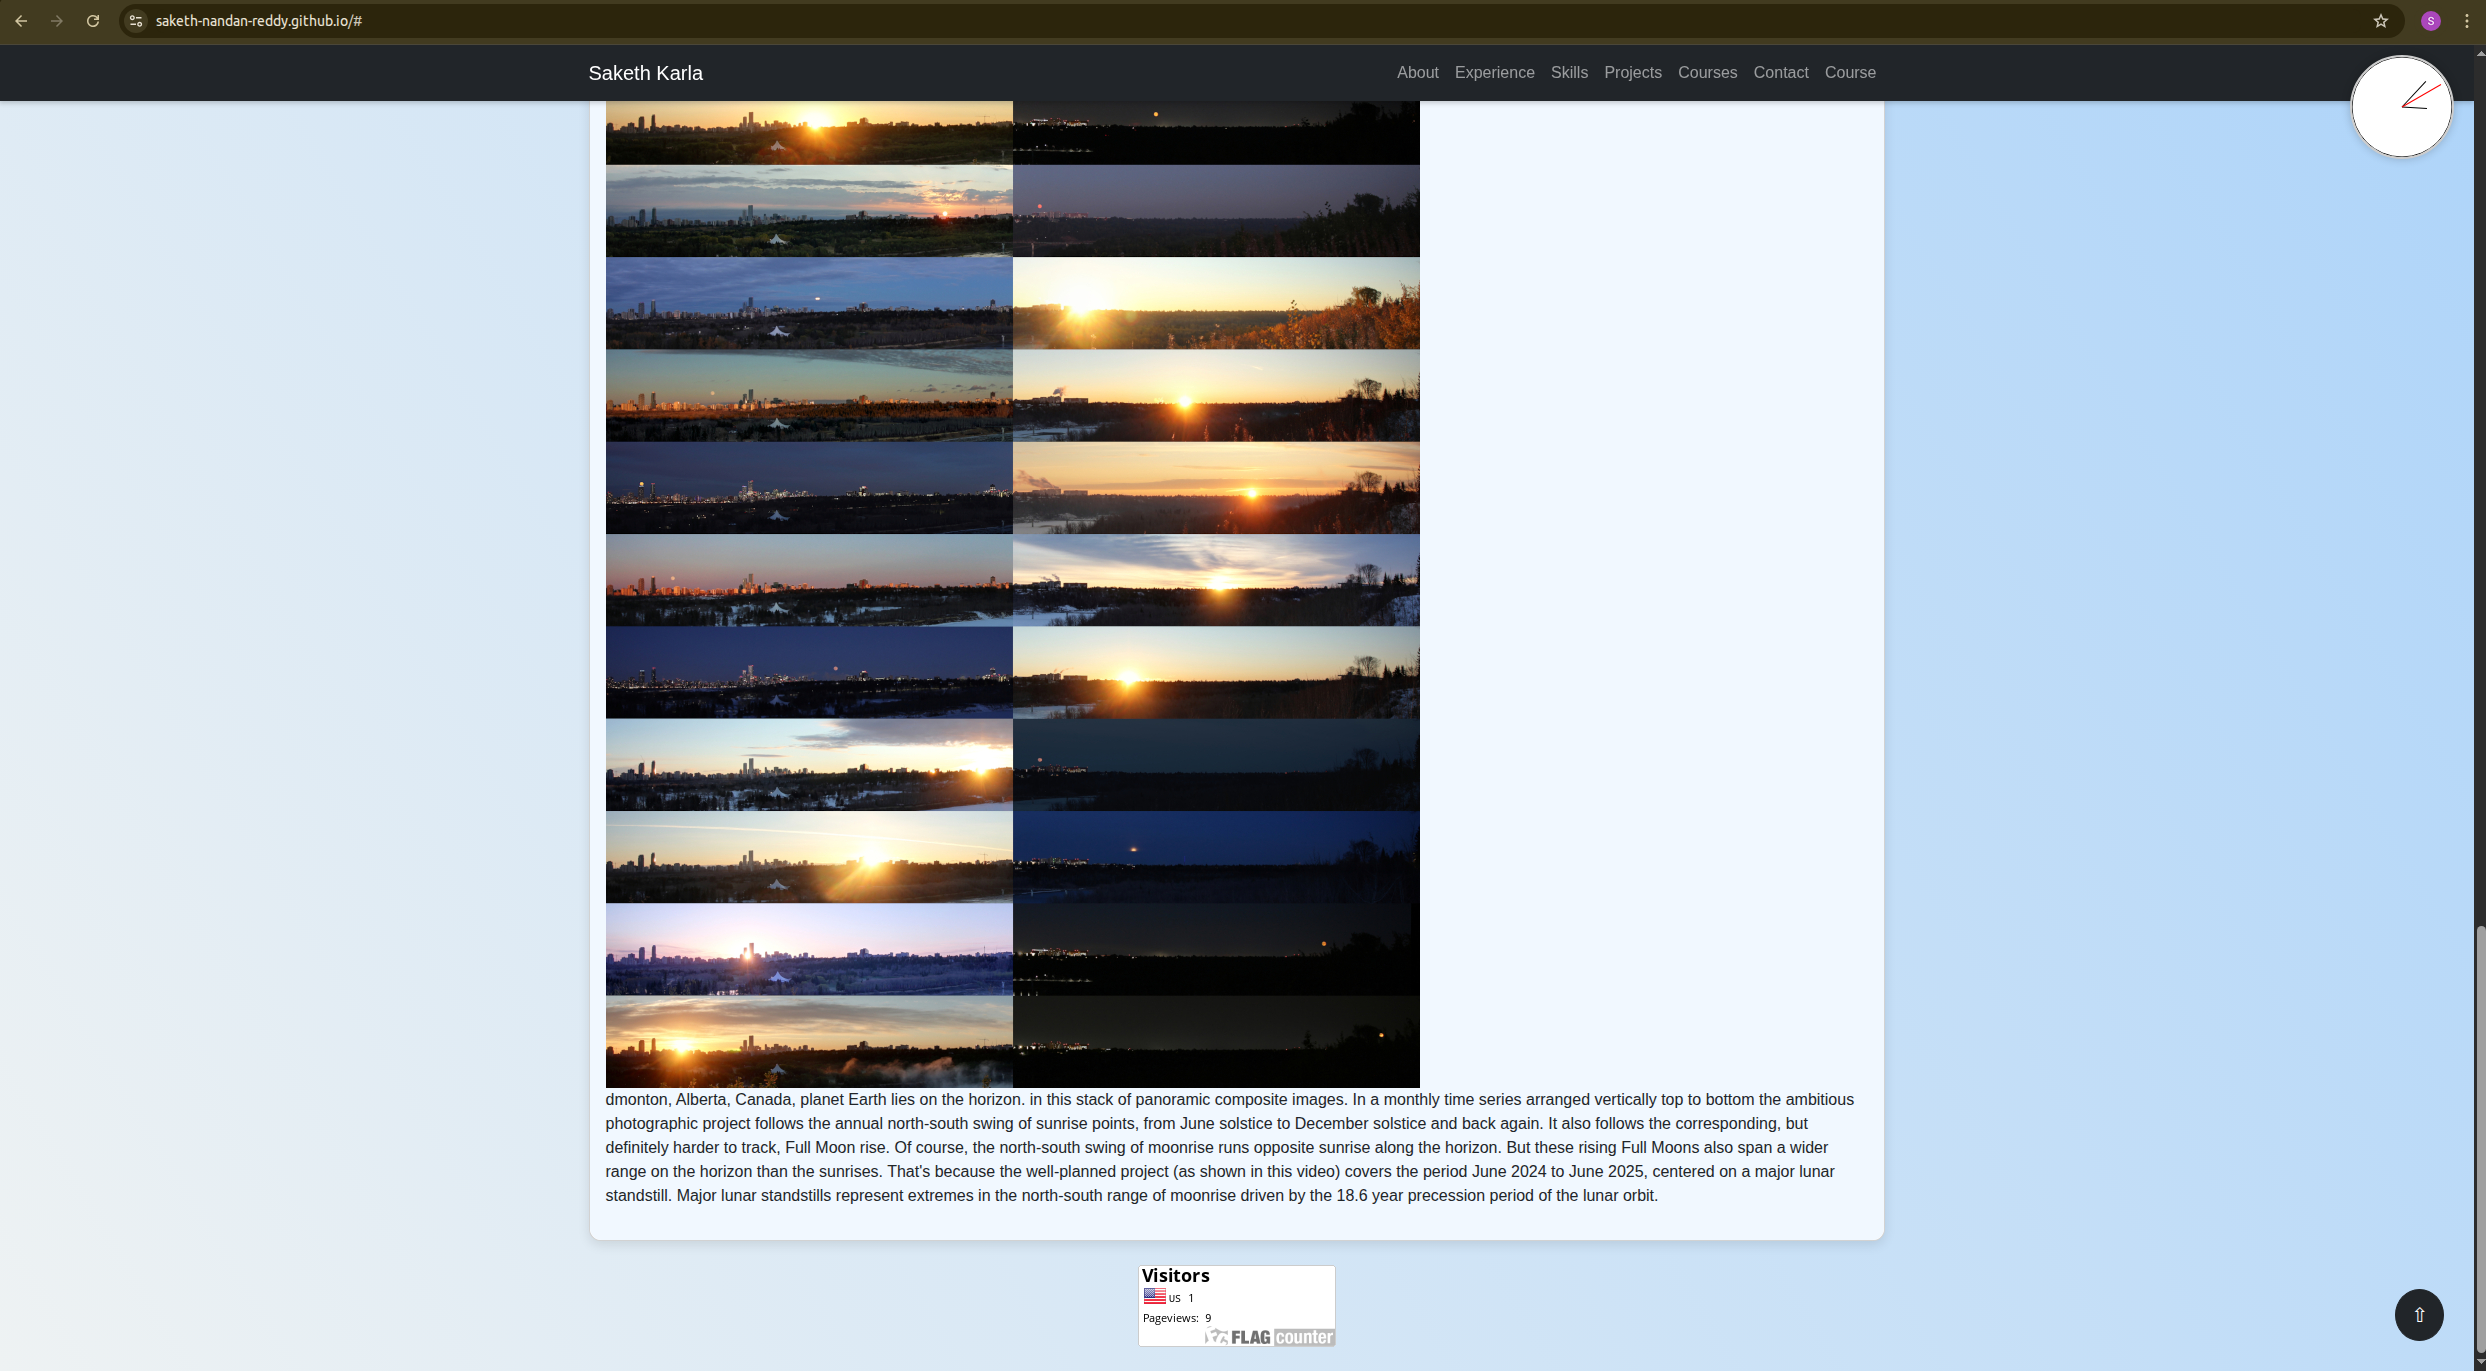 saketh-nandan-reddy.github.io/#
S
Saketh Karla
About Experience Skills Projects Courses Contact Course
dmonton, Alberta, Canada, planet Earth lies on the horizon. in this stack of panoramic composite images. In a monthly time series arranged vertically top to bottom the ambitious
photographic project follows the annual north-south swing of sunrise points, from June solstice to December solstice and back again. It also follows the corresponding, but
definitely harder to track, Full Moon rise. Of course, the north-south swing of moonrise runs opposite sunrise along the horizon. But these rising Full Moons also span a wider
range on the horizon than the sunrises. That's because the well-planned project (as shown in this video) covers the period June 2024 to June 2025, centered on a major lunar
standstill. Major lunar standstills represent extremes in the north-south range of moonrise driven by the 18.6 year precession period of the lunar orbit.
Visitors
US 1
Pageviews: 9
FLAG counter